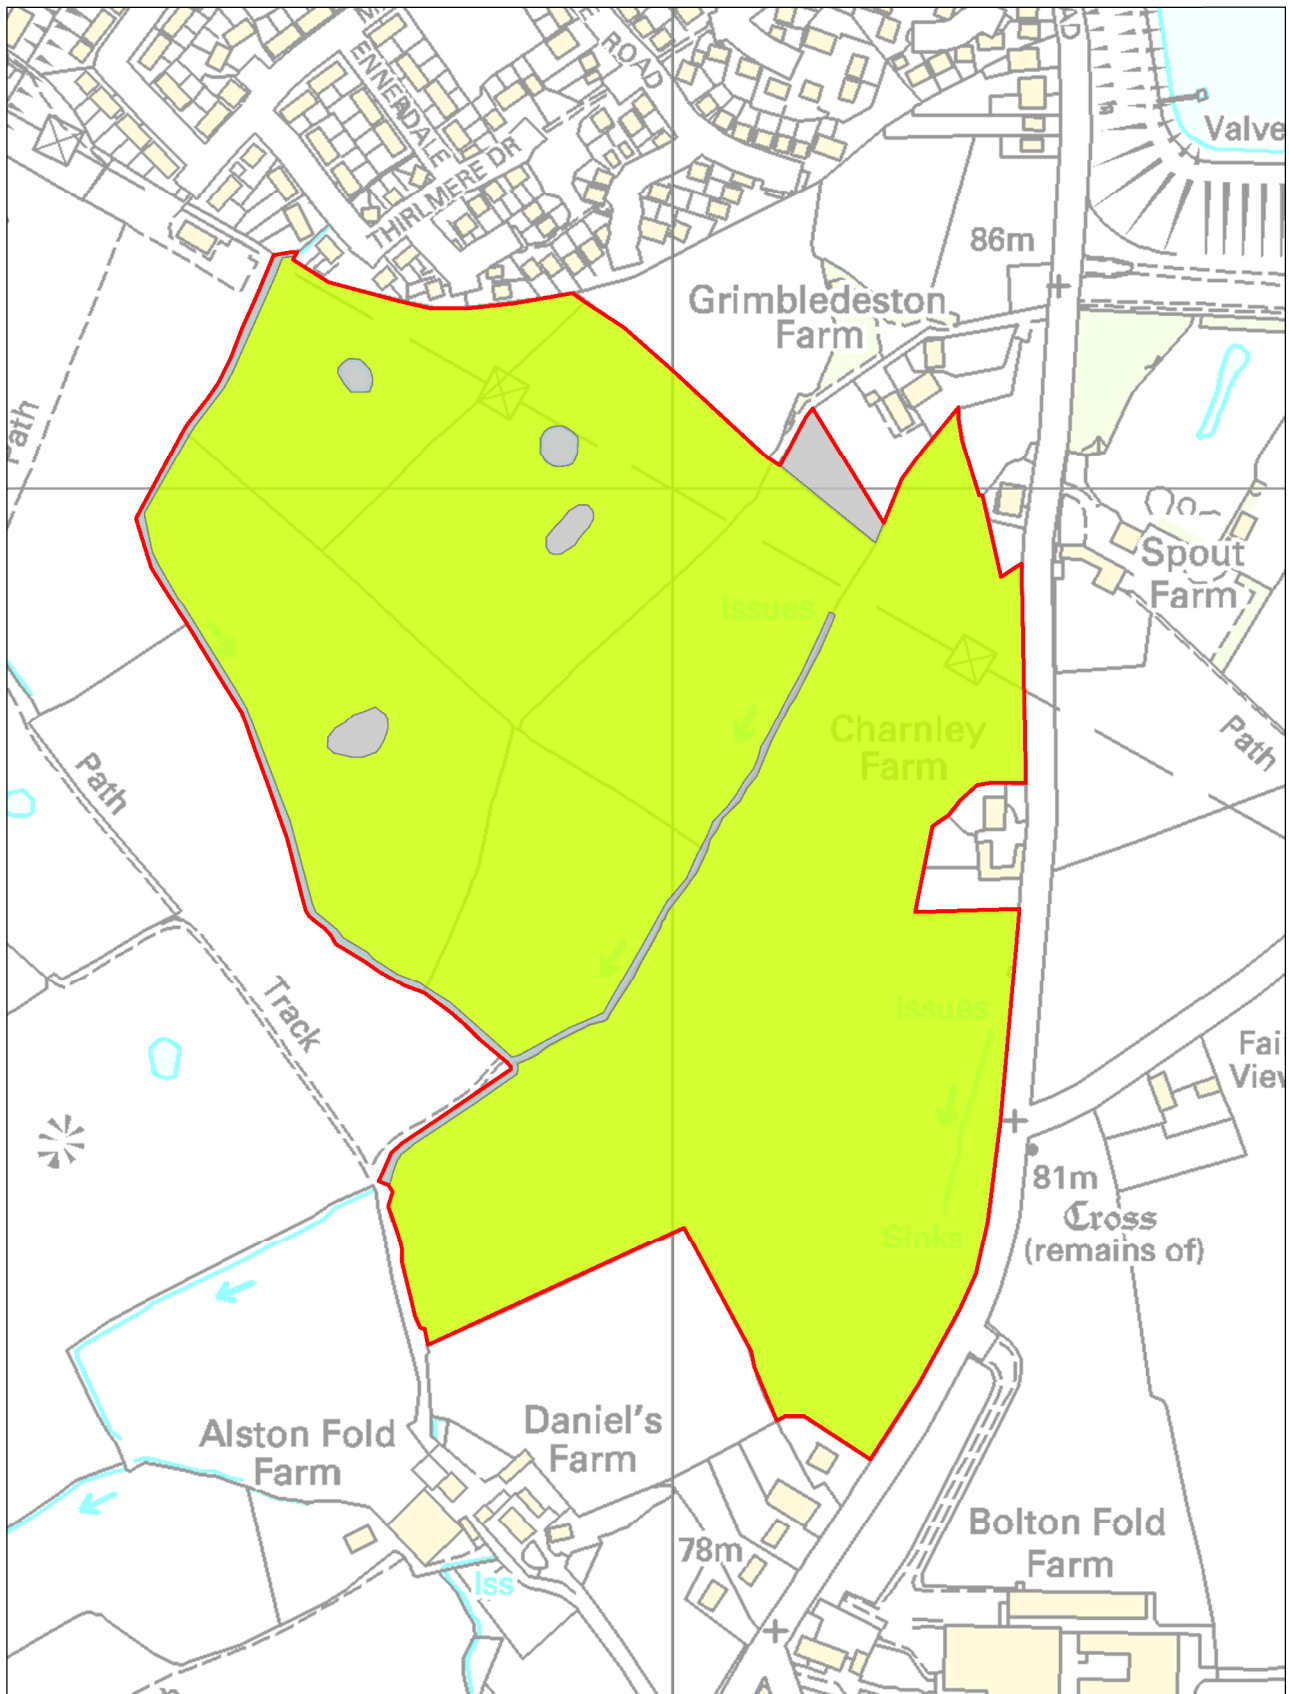 ROAD
ENNERDALE
THIRLMERE DR
Valve
86m
Grimbledeston
Farm
Path
Spout
Farm
Issues
Charnley
Farm
Path
Path
Track
Issues
Fai
View
81m
Cross
(remains of)
Sinks
Alston Fold
Farm
Daniel's
Farm
Bolton Fold
Farm
78m
Iss